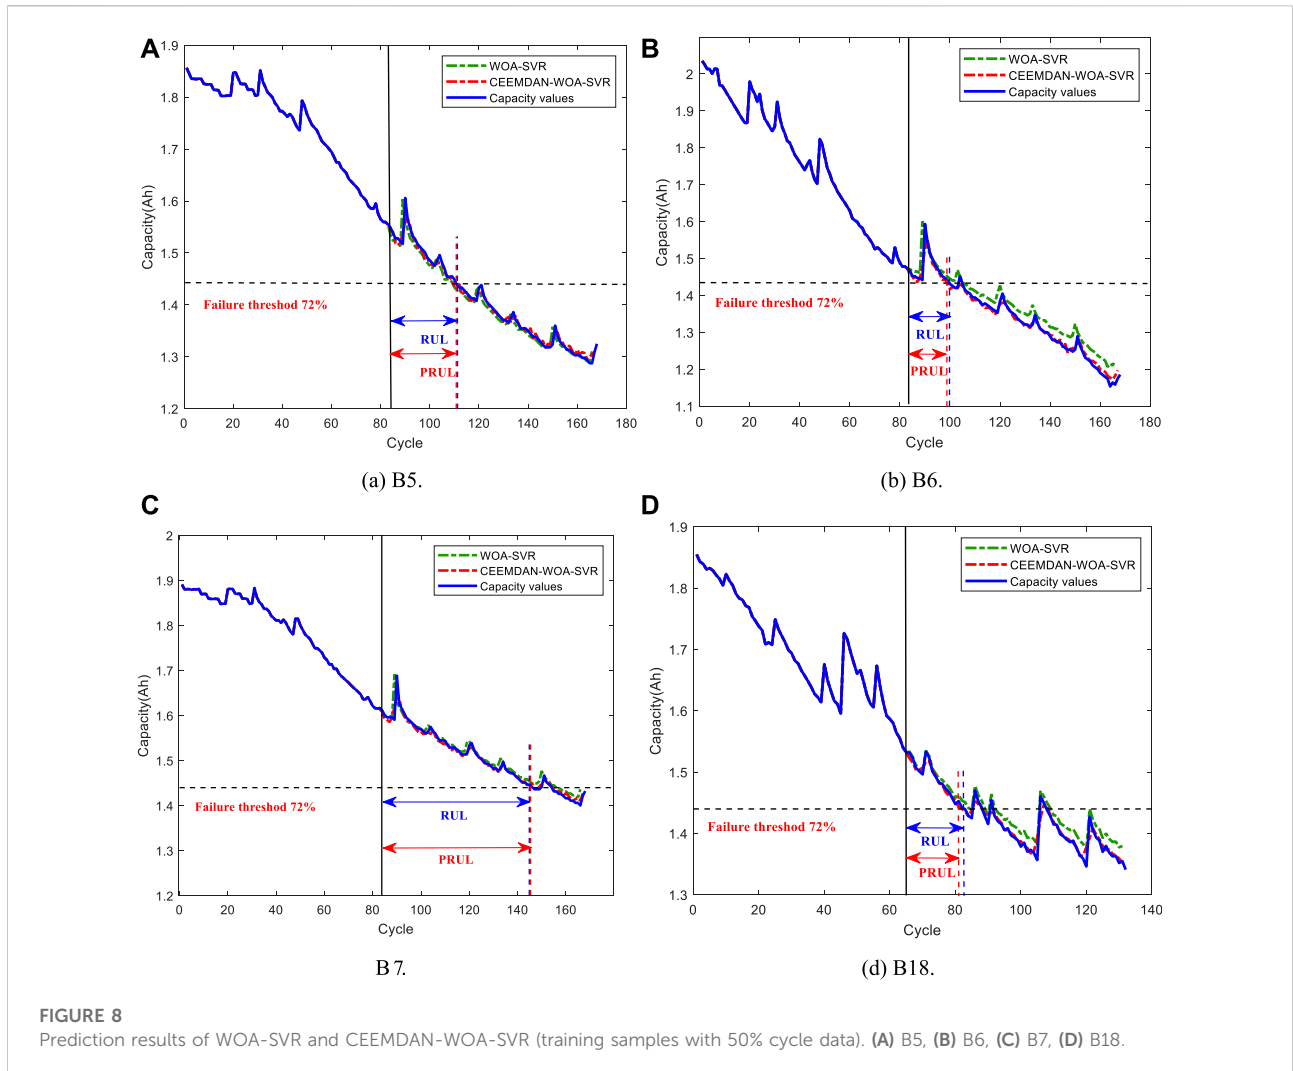 A
1.9
1.8
1.7
1.6
1.5
1.4
1.3
1.2
Capacity(Ah)
WOA-SVR
CEEMDAN-WOA-SVR
Capacity values
Failure threshod 72%
RUL
PRUL
0 20 40 60 80 100 120 140 160 180
Cycle
(a) B5.
B
2
1.9
1.8
1.7
1.6
1.5
1.4
1.3
1.2
1.1
Capacity(Ah)
WOA-SVR
CEEMDAN-WOA-SVR
Capacity values
Failure threshod 72%
RUL
PRUL
0 20 40 60 80 100 120 140 160 180
Cycle
(b) B6.
C
2
1.9
1.8
1.7
1.6
1.5
1.4
1.3
1.2
Capacity(Ah)
WOA-SVR
CEEMDAN-WOA-SVR
Capacity values
Failure threshod 72%
RUL
PRUL
0 20 40 60 80 100 120 140 160
Cycle
B7.
D
1.9
1.8
1.7
1.6
1.5
1.4
1.3
Capacity(Ah)
WOA-SVR
CEEMDAN-WOA-SVR
Capacity values
Failure threshod 72%
RUL
PRUL
0 20 40 60 80 100 120 140
Cycle
(d) B18.
FIGURE 8
Prediction results of WOA-SVR and CEEMDAN-WOA-SVR (training samples with 50% cycle data). (A) B5, (B) B6, (C) B7, (D) B18.